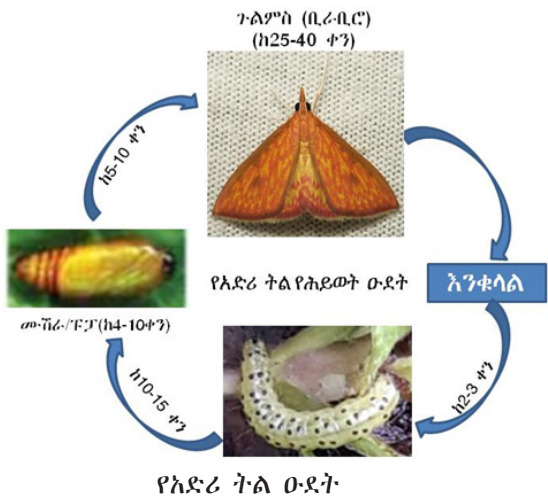 ጉልምስ (ቢራቢሮ)
(ከ25-40 ቀን)
ከ5-10 ቀን
እንቁላል
የአድሪ ትል የሕይወት ዑደት
ሙሽራ/ፑፓ(ከ4-10ቀን)
ከ2-3 ቀን
ከ10-15 ቀን
የአድሪ ትል ዑደት